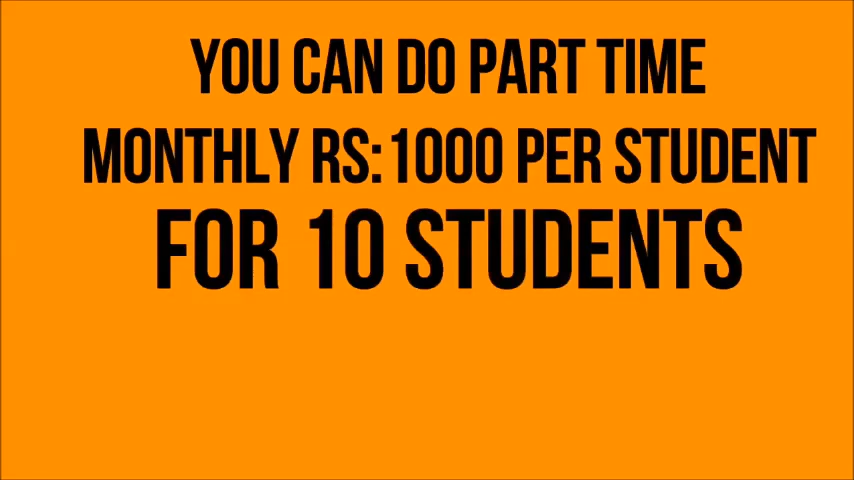 YOU CAN DO PART TIME
MONTHLY RS:1000 PER STUDENT
FOR 10 STUDENTS